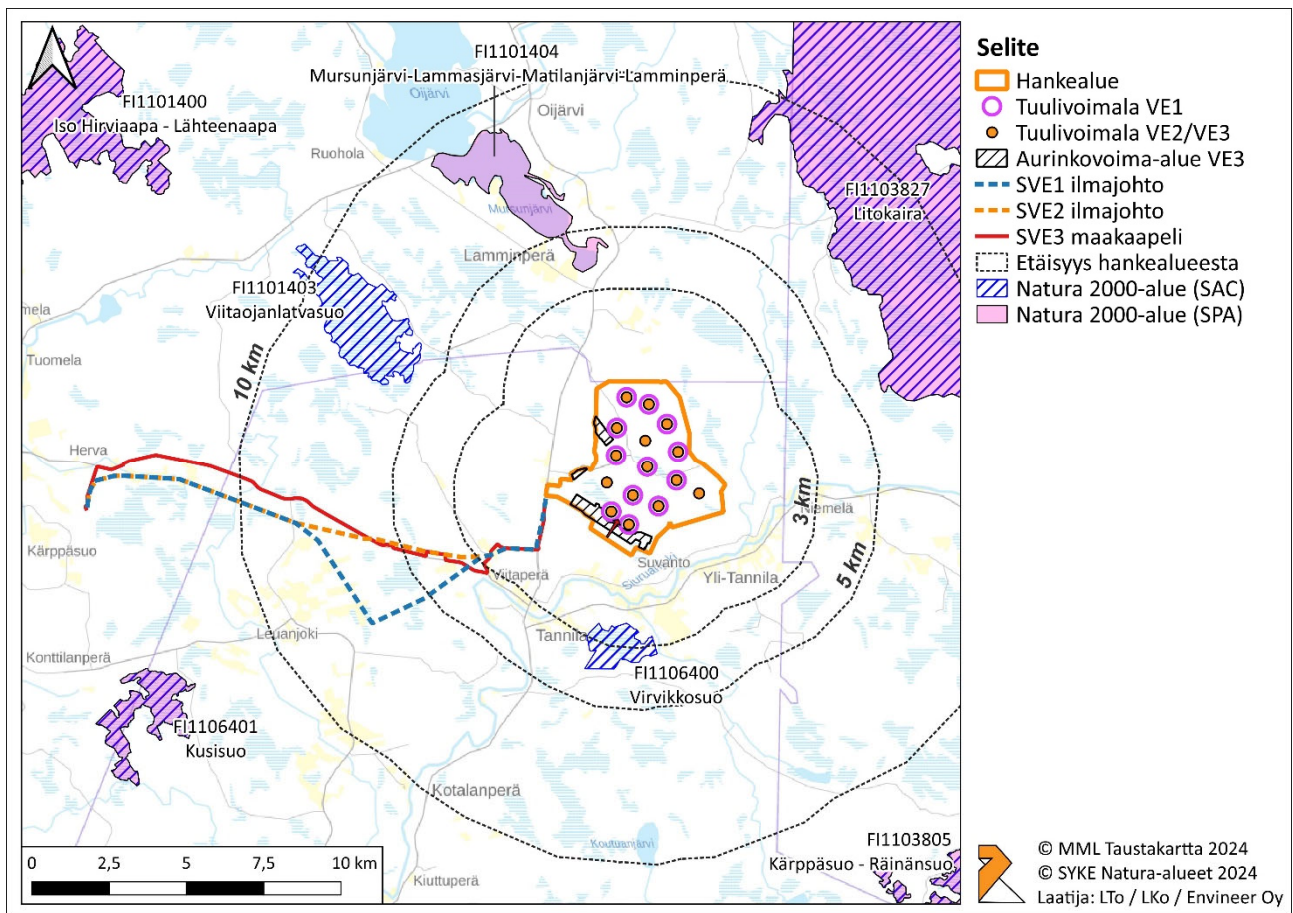 FI1101404
Mursunjärvi-Lammasjärvi-Matilanjärvi-Lamminperä
Oijärvi
Oijärvi
FI1101400
Iso Hirviaapa - Lähteenaapa
Ruohola
Mursunjärvi
FI1103827
Litokaira
Lamminperä
FI1101403
Viitaojanlatvasuo
mela
Tuomela
10 km
Herva
3 km
Niemelä
Kärppäsuo
5 km
Suvanto
Siuruanjoki
Yli-Tannila
Viitaperä
Leuanjoki
Tannila
Konttilanperä
FI1106400
Virvikkosuo
FI1106401
Kusisuo
Kotalanperä
Koutuanjärvi
FI1103805
Kärppäsuo - Räinänsuo
Kiuttuperä
0 2,5 5 7,5 10 km
Selite
Hankealue
Tuulivoimala VE1
Tuulivoimala VE2/VE3
Aurinkovoima-alue VE3
SVE1 ilmajohto
SVE2 ilmajohto
SVE3 maakaapeli
Etäisyys hankealueesta
Natura 2000-alue (SAC)
Natura 2000-alue (SPA)
© MML Taustakartta 2024
© SYKE Natura-alueet 2024
Laatija: LTo / LKo / Envineer Oy